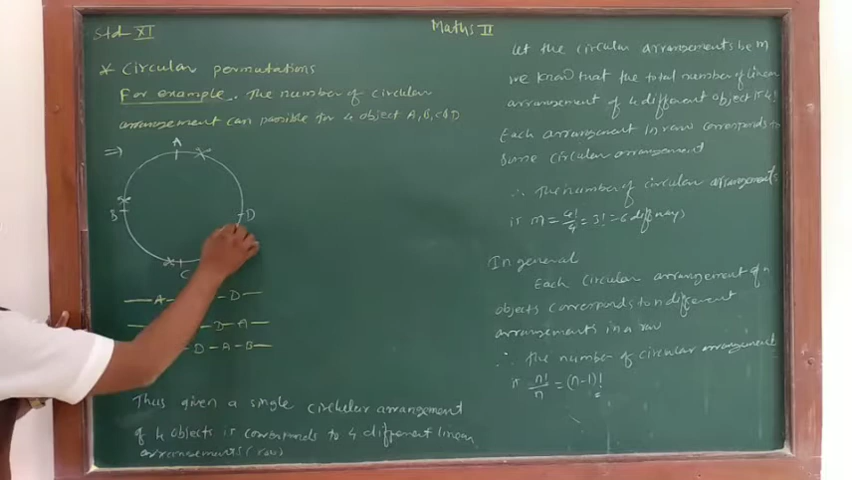 Std XI
Maths II
* Circular permutations
For example. The number of circular
arrangement can possible for 4 object A, B, C & D
=>
A
B
D
C
A - D
D - A
D - A - B
Thus given a single circular arrangement
of 4 objects is corresponds to 4 different linear
arrangements (row)
Let the circular arrangements be m
we know that the total number of linear
arrangement of 4 different object is 4!
Each arrangement in row corresponds to
same circular arrangement
∴ The number of circular arrangements
is m = 4!/4 = 3! = 6 diff way)
In general
Each circular arrangement of n
objects corresponds to n different
arrangements in a row
∴ The number of circular arrangement
is n!/n = (n-1)!